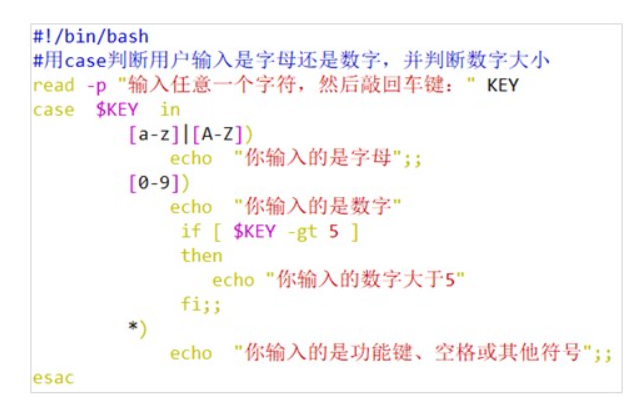 #!/bin/bash
#用case判断用户输入是字母还是数字，并判断数字大小
read -p "输入任意一个字符，然后敲回车键：" KEY
case  $KEY  in
         [a-z]|[A-Z])
             echo  "你输入的是字母";;
         [0-9])
             echo  "你输入的是数字"
              if [ $KEY -gt 5 ]
              then
                 echo "你输入的数字大于5"
              fi;;
         *)
             echo  "你输入的是功能键、空格或其他符号";;
esac